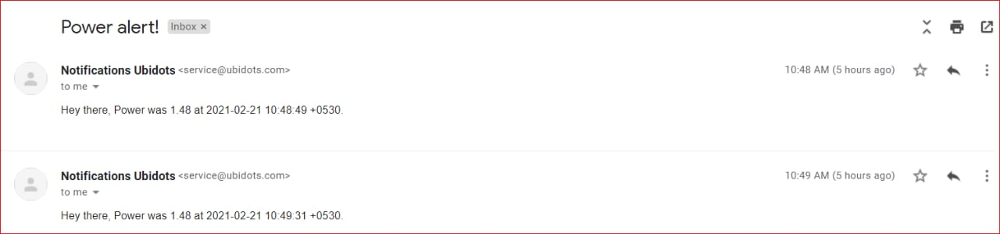 Power alert! Inbox ×
Notifications Ubidots <service@ubidots.com> 10:48 AM (5 hours ago)
to me
Hey there, Power was 1.48 at 2021-02-21 10:48:49 +0530.
Notifications Ubidots <service@ubidots.com> 10:49 AM (5 hours ago)
to me
Hey there, Power was 1.48 at 2021-02-21 10:49:31 +0530.